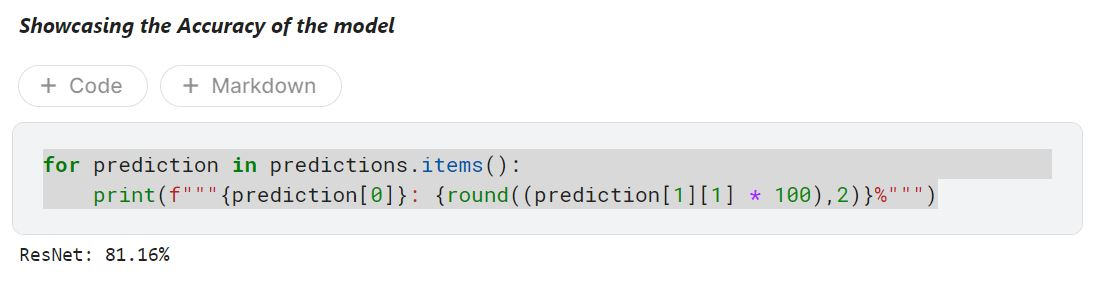 Showcasing the Accuracy of the model
+ Code + Markdown
for prediction in predictions.items():
    print(f"""{prediction[0]}: {round((prediction[1][1] * 100),2)}%""")
ResNet: 81.16%